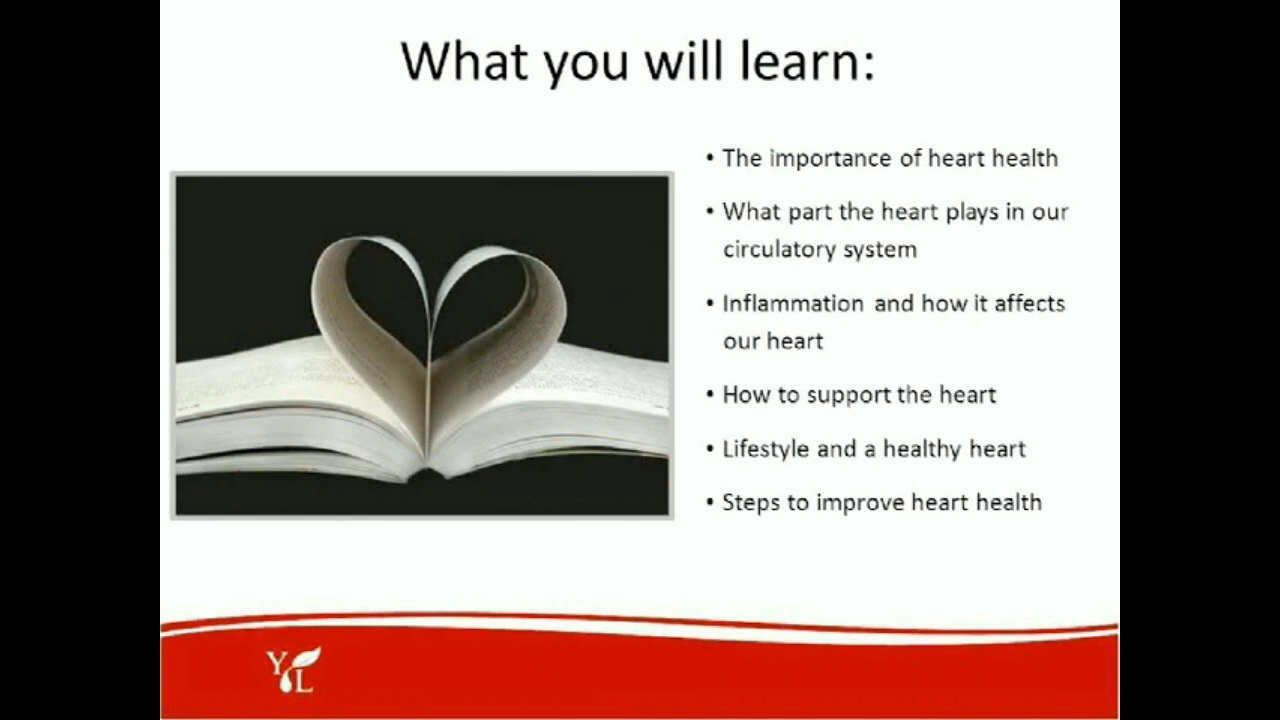 What you will learn:
• The importance of heart health
• What part the heart plays in our
circulatory system
• Inflammation and how it affects
our heart
• How to support the heart
• Lifestyle and a healthy heart
• Steps to improve heart health
Y L